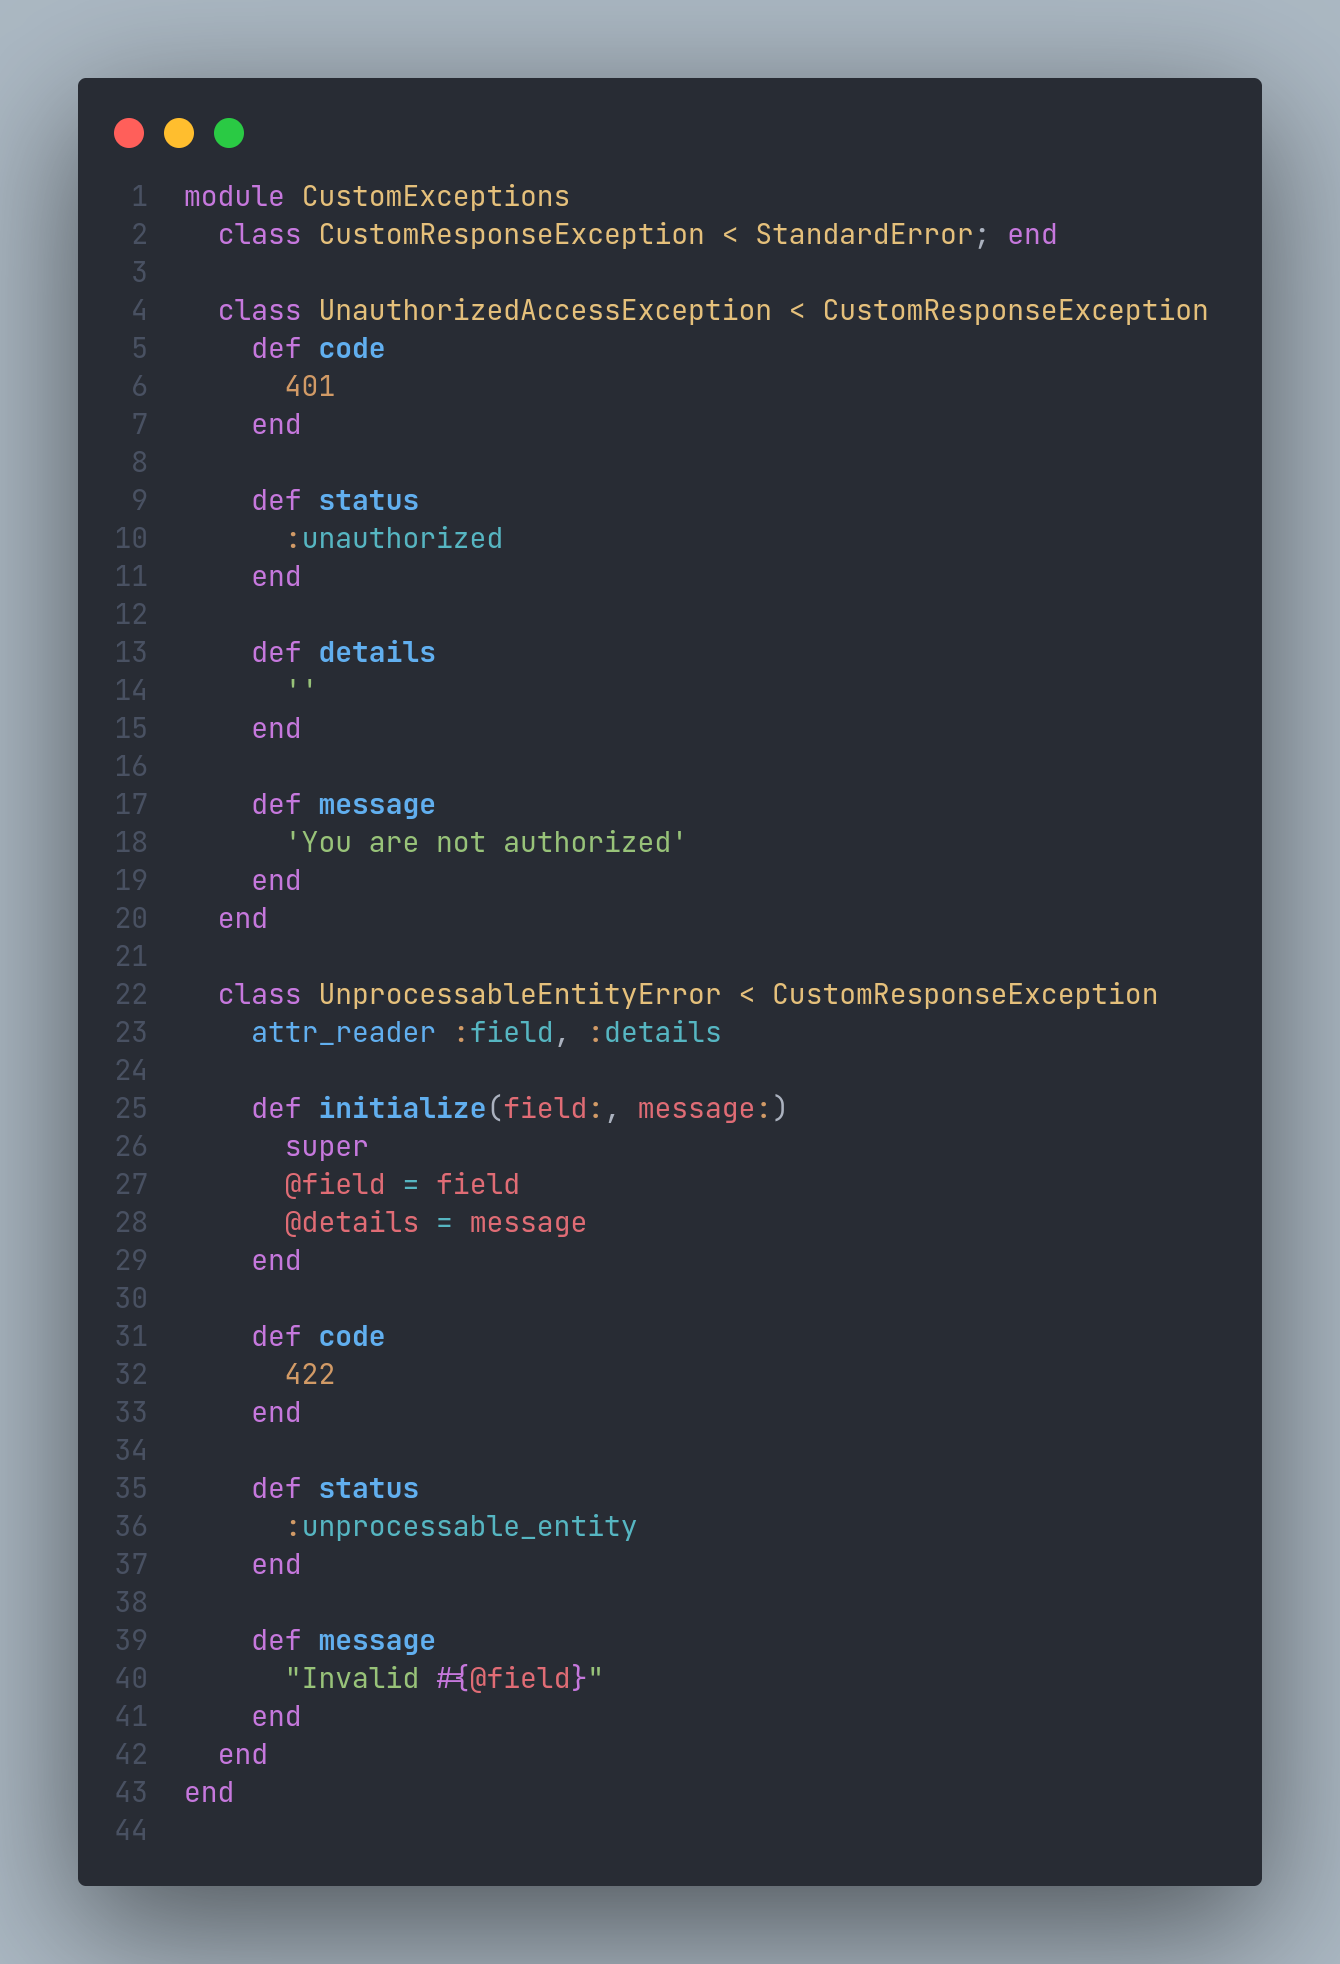 1 module CustomExceptions
2   class CustomResponseException < StandardError; end
3
4   class UnauthorizedAccessException < CustomResponseException
5     def code
6       401
7     end
8
9     def status
10       :unauthorized
11     end
12
13     def details
14       ''
15     end
16
17     def message
18       'You are not authorized'
19     end
20   end
21
22   class UnprocessableEntityError < CustomResponseException
23     attr_reader :field, :details
24
25     def initialize(field:, message:)
26       super
27       @field = field
28       @details = message
29     end
30
31     def code
32       422
33     end
34
35     def status
36       :unprocessable_entity
37     end
38
39     def message
40       "Invalid #{@field}"
41     end
42   end
43 end
44